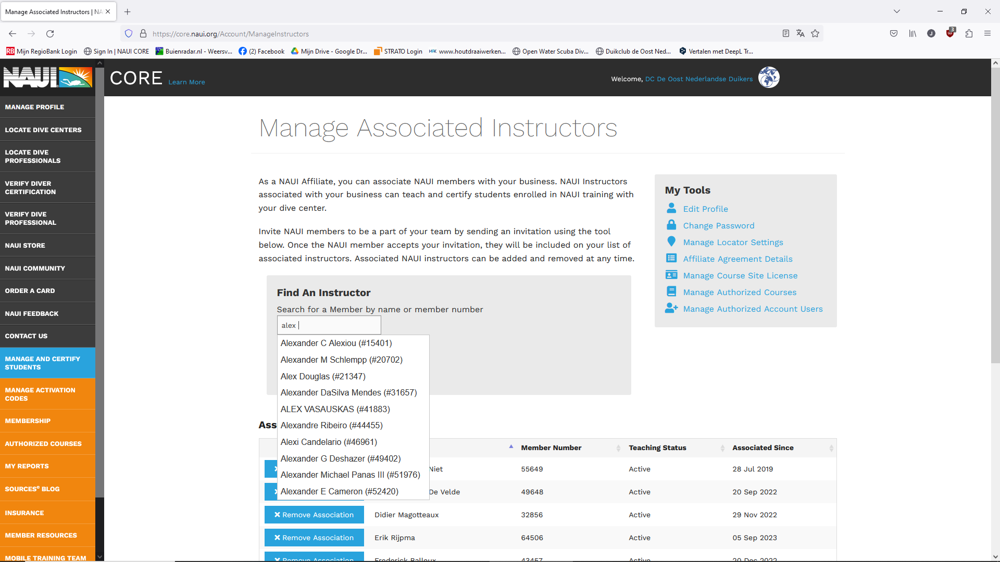 Manage Associated Instructors | NA
https://core.naui.org/Account/ManageInstructors
3
J
RB Mijn RegioBank Login
Sign In | NAUI CORE
Buienradar.nl - Weersv...
(2) Facebook
Mijn Drive - Google Dr...
STRATO Login
HFK www.houtdraaiwerken...
Open Water Scuba Div...
Duikclub de Oost Ned...
Vertalen met DeepL Tr...
NAUI
CORE Learn More
Welcome, DC De Oost Nederlandse Duikers
MANAGE PROFILE
LOCATE DIVE CENTERS
LOCATE DIVE
PROFESSIONALS
VERIFY DIVER
CERTIFICATION
VERIFY DIVE
PROFESSIONAL
NAUI STORE
NAUI COMMUNITY
ORDER A CARD
NAUI FEEDBACK
CONTACT US
MANAGE AND CERTIFY
STUDENTS
MANAGE ACTIVATION
CODES
MEMBERSHIP
AUTHORIZED COURSES
MY REPORTS
SOURCES® BLOG
INSURANCE
MEMBER RESOURCES
MOBILE TRAINING TEAM
Manage Associated Instructors
As a NAUI Affiliate, you can associate NAUI members with your business. NAUI Instructors
associated with your business can teach and certify students enrolled in NAUI training with
your dive center.
Invite NAUI members to be a part of your team by sending an invitation using the tool
below. Once the NAUI member accepts your invitation, they will be included on your list of
associated instructors. Associated NAUI instructors can be added and removed at any time.
Find An Instructor
Search for a Member by name or member number
alex
Alexander C Alexiou (#15401)
Alexander M Schlempp (#20702)
Alex Douglas (#21347)
Alexander DaSilva Mendes (#31657)
ALEX VASAUSKAS (#41883)
Alexandre Ribeiro (#44455)
Alexi Candelario (#46961)
Alexander G Deshazer (#49402)
Alexander Michael Panas III (#51976)
Alexander E Cameron (#52420)
My Tools
Edit Profile
Change Password
Manage Locator Settings
Affiliate Agreement Details
Manage Course Site License
Manage Authorized Courses
Manage Authorized Account Users
Ass
Member Number Teaching Status Associated Since
Niet 55649 Active 28 Jul 2019
De Velde 49648 Active 20 Sep 2022
Remove Association Didier Magotteaux 32856 Active 29 Nov 2022
Remove Association Erik Rijpma 64506 Active 05 Sep 2023
Remove Association Frederick Balloux 43457 Active 20 Dec 2022